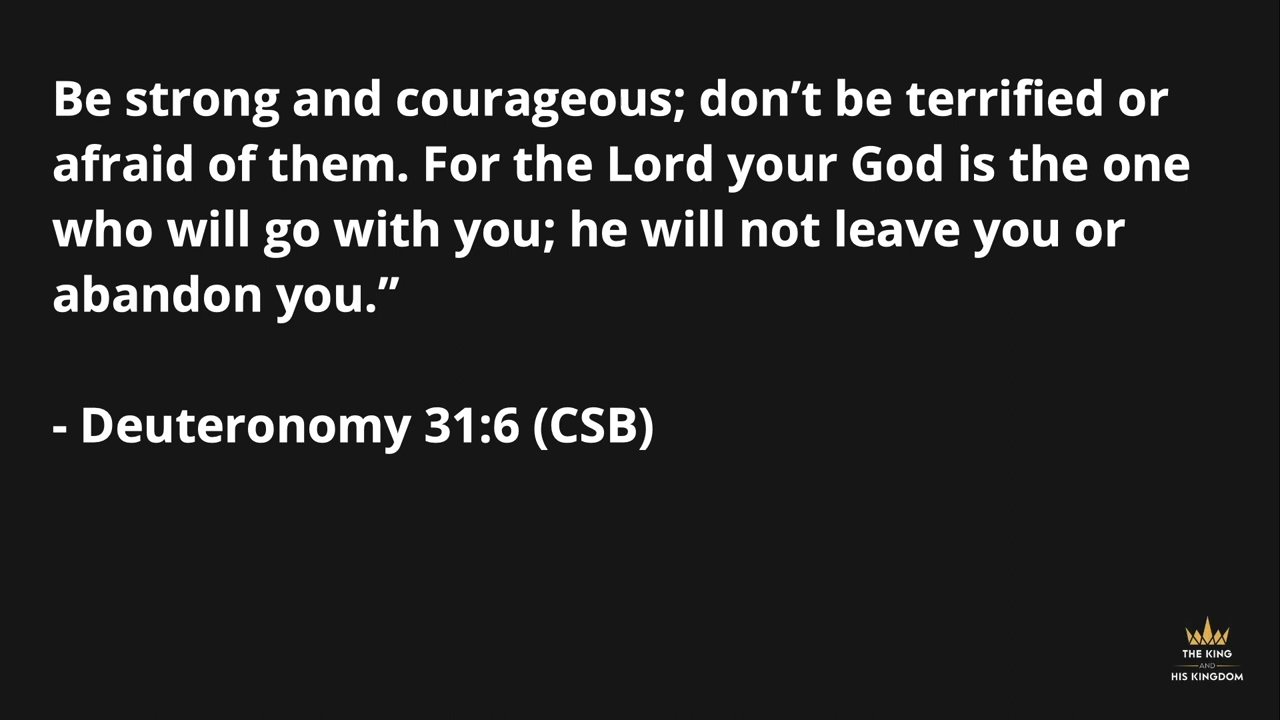 Be strong and courageous; don’t be terrified or
afraid of them. For the Lord your God is the one
who will go with you; he will not leave you or
abandon you.”
- Deuteronomy 31:6 (CSB)
THE KING
AND
HIS KINGDOM